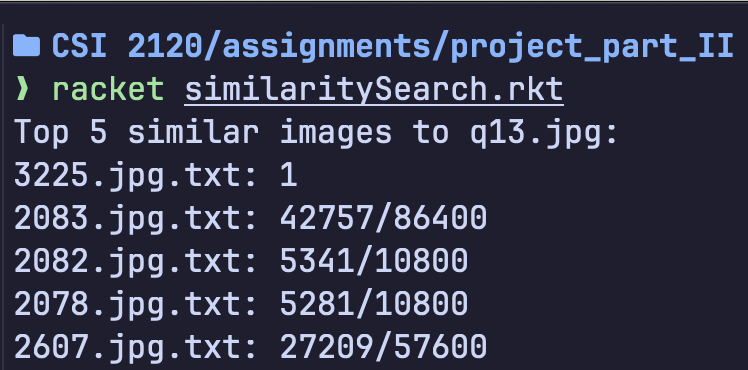 CSI 2120/assignments/project_part_II
❯ racket similaritySearch.rkt
Top 5 similar images to q13.jpg:
3225.jpg.txt: 1
2083.jpg.txt: 42757/86400
2082.jpg.txt: 5341/10800
2078.jpg.txt: 5281/10800
2607.jpg.txt: 27209/57600